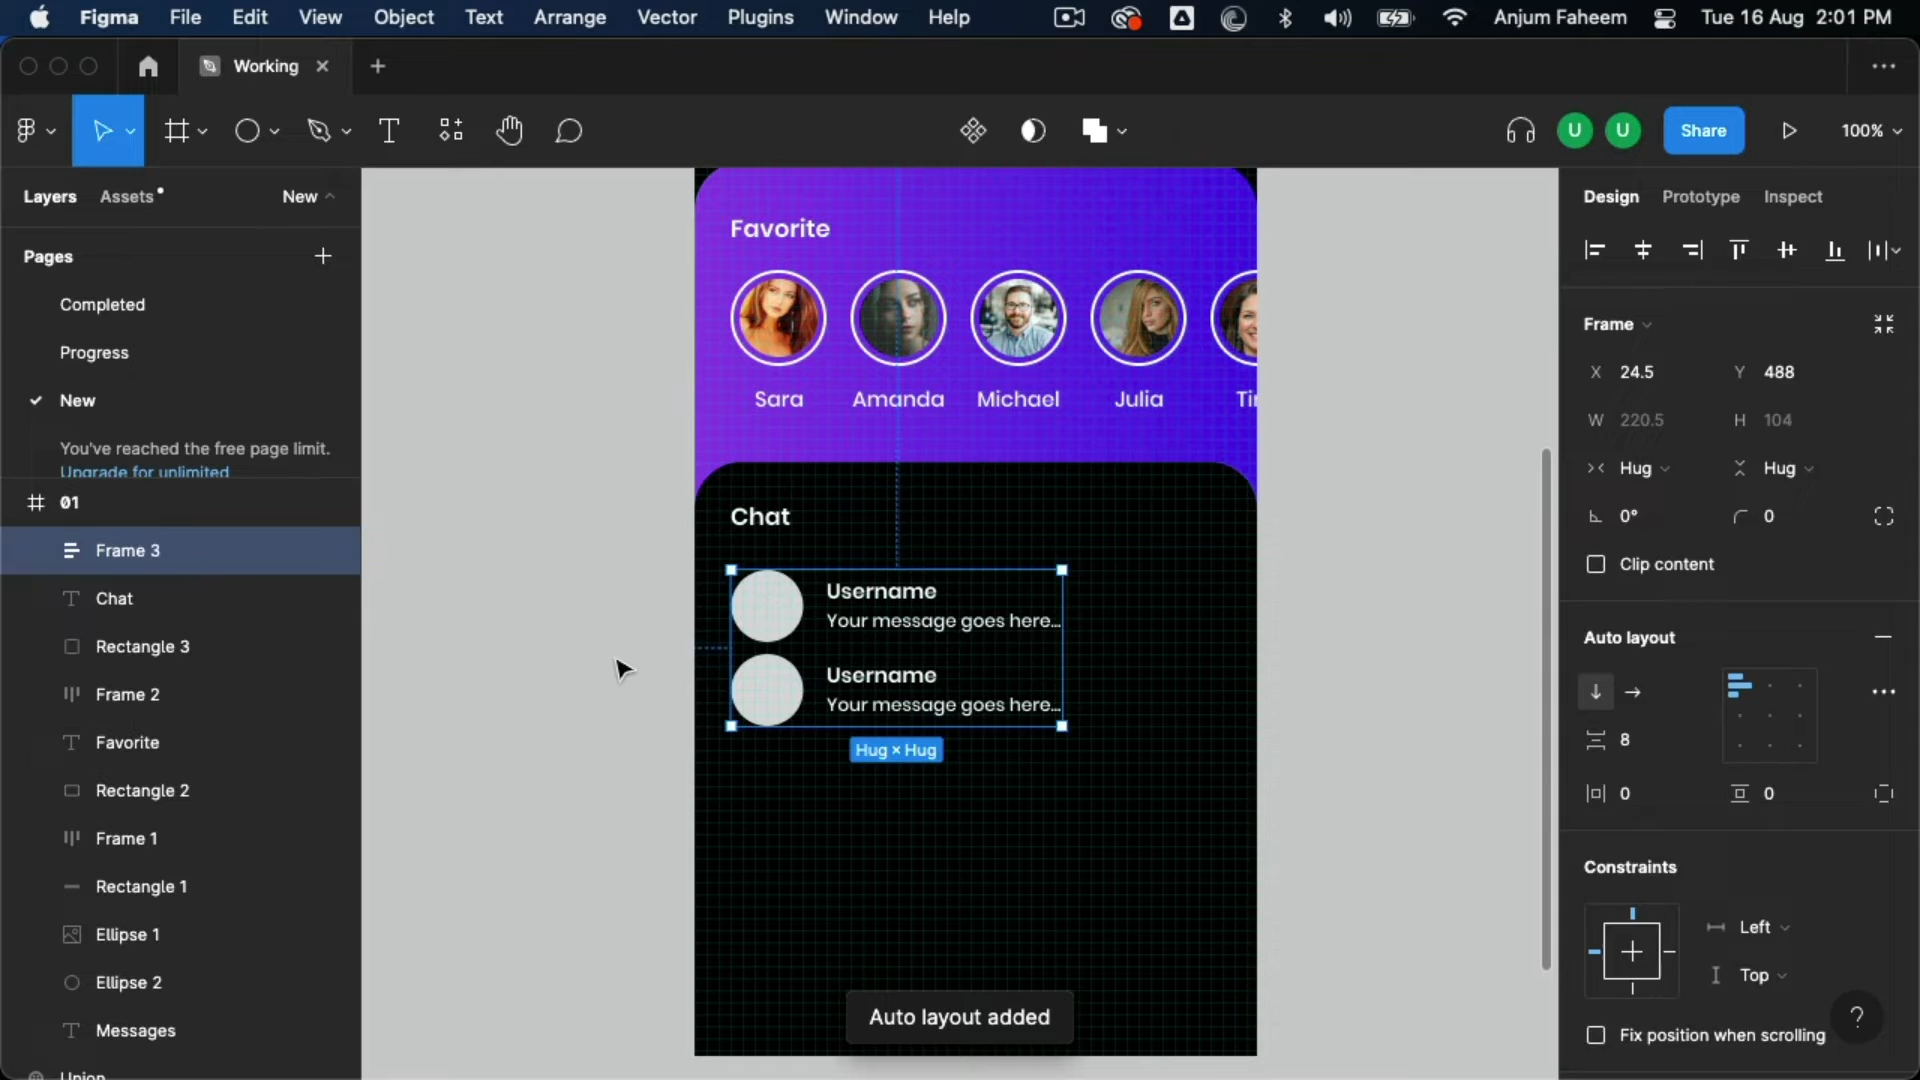 Figma File Edit View Object Text Arrange Vector Plugins Window Help Anjum Faheem Tue 16 Aug 2:01 PM
Working
U U Share 100%
Layers Assets New
Pages
Completed
Progress
New
You've reached the free page limit.
Upgrade for unlimited
01
Frame 3
Chat
Rectangle 3
Frame 2
Favorite
Rectangle 2
Frame 1
Rectangle 1
Ellipse 1
Ellipse 2
Messages
Union
Favorite
Sara Amanda Michael Julia
Chat
Username
Your message goes here...
Username
Your message goes here...
Hug × Hug
Auto layout added
Design Prototype Inspect
Frame
X 24.5 Y 488
W 220.5 H 104
Hug Hug
0° 0
Clip content
Auto layout
8
0 0
Constraints
Left
Top
Fix position when scrolling
?